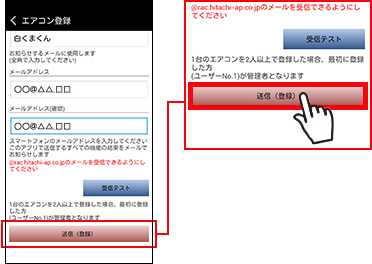 エアコン登録
白くまくん
お知らせするメールに使用します
(全角で入力してください)
メールアドレス
〇〇@△△.□□
メールアドレス(確認)
〇〇@△△.□□
スマートフォンのメールアドレスを入力してください
このアプリで送信するすべての機能の結果をメールで
お知らせします
@rac.hitachi-ap.co.jpのメールを受信できるようにし
てください
受信テスト
1台のエアコンを2人以上で登録した場合、最初に登録
した方
(ユーザーNo.1)が管理者となります
送信（登録）
@rac.hitachi-ap.co.jpのメールを受信できるようにし
てください
受信テスト
1台のエアコンを2人以上で登録した場合、最初に登録
した方
(ユーザーNo.1)が管理者となります
送信（登録）